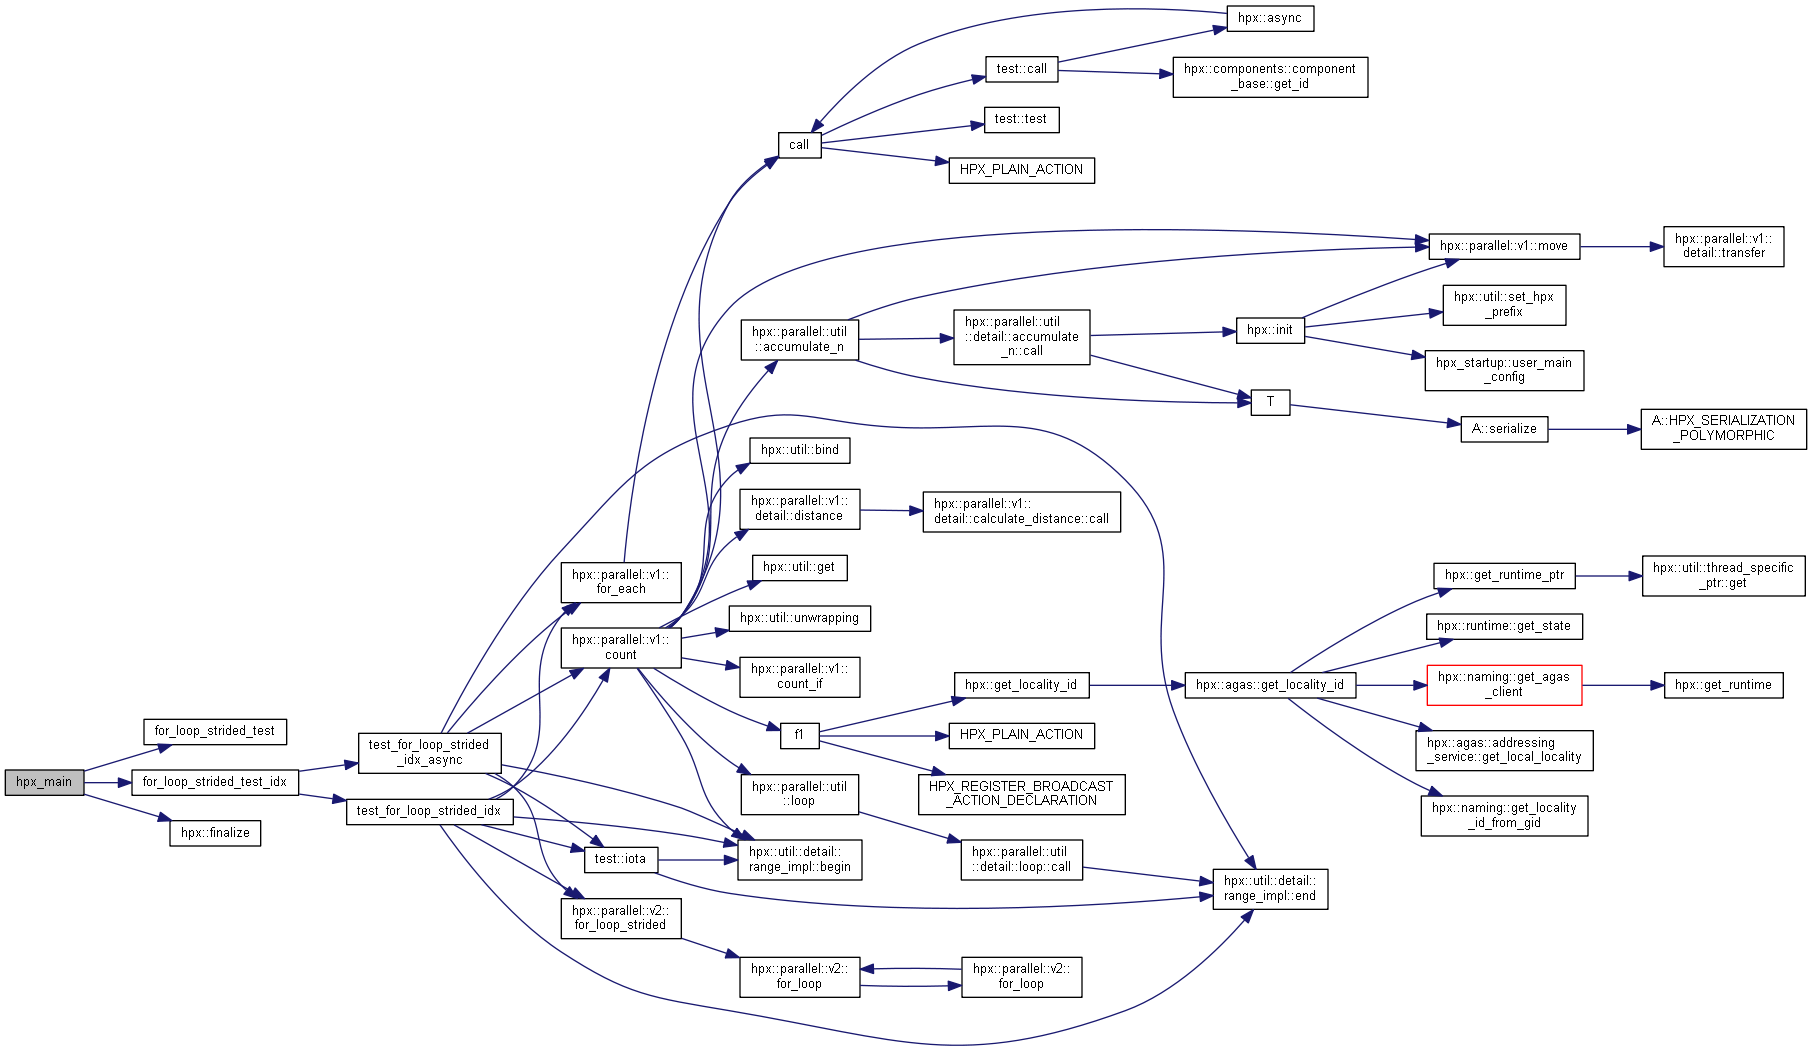 hpx_main
for_loop_strided_test
for_loop_strided_test_idx
hpx::finalize
test_for_loop_strided
_idx_async
test_for_loop_strided_idx
hpx::parallel::v1::
for_each
hpx::parallel::v1::
count
test::iota
hpx::parallel::v2::
for_loop_strided
call
hpx::parallel::util
::accumulate_n
hpx::util::bind
hpx::parallel::v1::
detail::distance
hpx::util::get
hpx::util::unwrapping
hpx::parallel::v1::
count_if
f1
hpx::parallel::util
::loop
hpx::util::detail::
range_impl::begin
hpx::parallel::v2::
for_loop
test::call
test::test
HPX_PLAIN_ACTION
hpx::parallel::util
::detail::accumulate
_n::call
hpx::parallel::v1::
detail::calculate_distance::call
hpx::get_locality_id
HPX_PLAIN_ACTION
HPX_REGISTER_BROADCAST
_ACTION_DECLARATION
hpx::parallel::util
::detail::loop::call
hpx::parallel::v2::
for_loop
hpx::async
hpx::components::component
_base::get_id
hpx::init
T
hpx::agas::get_locality_id
hpx::util::detail::
range_impl::end
hpx::parallel::v1::move
hpx::util::set_hpx
_prefix
hpx_startup::user_main
_config
A::serialize
hpx::get_runtime_ptr
hpx::runtime::get_state
hpx::naming::get_agas
_client
hpx::agas::addressing
_service::get_local_locality
hpx::naming::get_locality
_id_from_gid
hpx::parallel::v1::
detail::transfer
A::HPX_SERIALIZATION
_POLYMORPHIC
hpx::util::thread_specific
_ptr::get
hpx::get_runtime